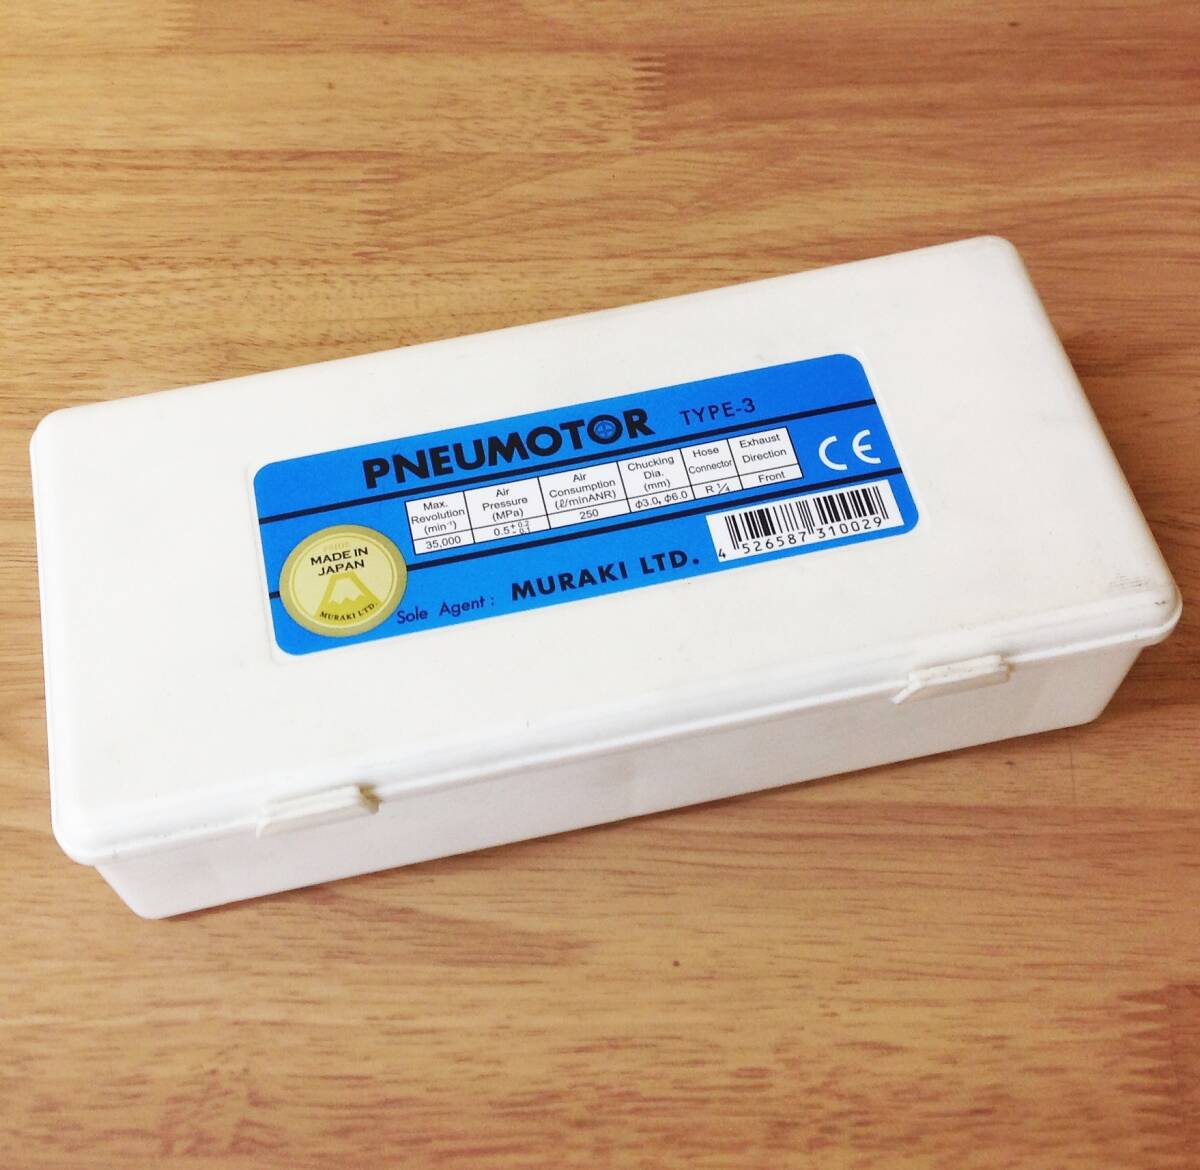 PNEUMOTOR TYPE-3
Max. Revolution (min⁻¹) Air Pressure (MPa) Air Consumption (ℓ/minANR) Chucking Dia. (mm) Hose Connector Exhaust Direction
35,000 0.5 +0.2 -0.1 250 φ3.0, φ6.0 R ¼ Front
CE
MADE IN
JAPAN
MURAKI LTD.
Sole Agent : MURAKI LTD.
4 526587 310029